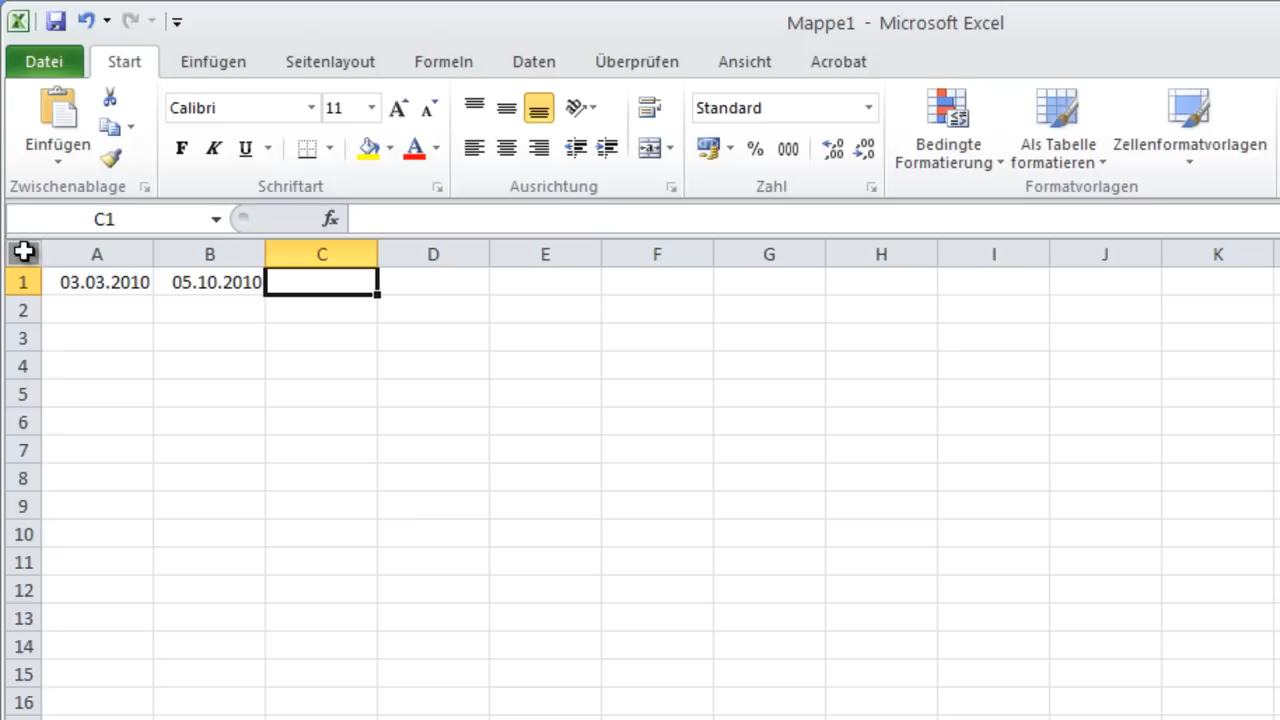 Mappe1 - Microsoft Excel
Datei Start Einfügen Seitenlayout Formeln Daten Überprüfen Ansicht Acrobat
Calibri 11 A A Standard
Einfügen F K U A % 000 ,00 ,00 Bedingte Formatierung Als Tabelle formatieren Zellenformatvorlagen
Zwischenablage Schriftart Ausrichtung Zahl Formatvorlagen
C1 fx
A B C D E F G H I J K
1 03.03.2010 05.10.2010
2
3
4
5
6
7
8
9
10
11
12
13
14
15
16